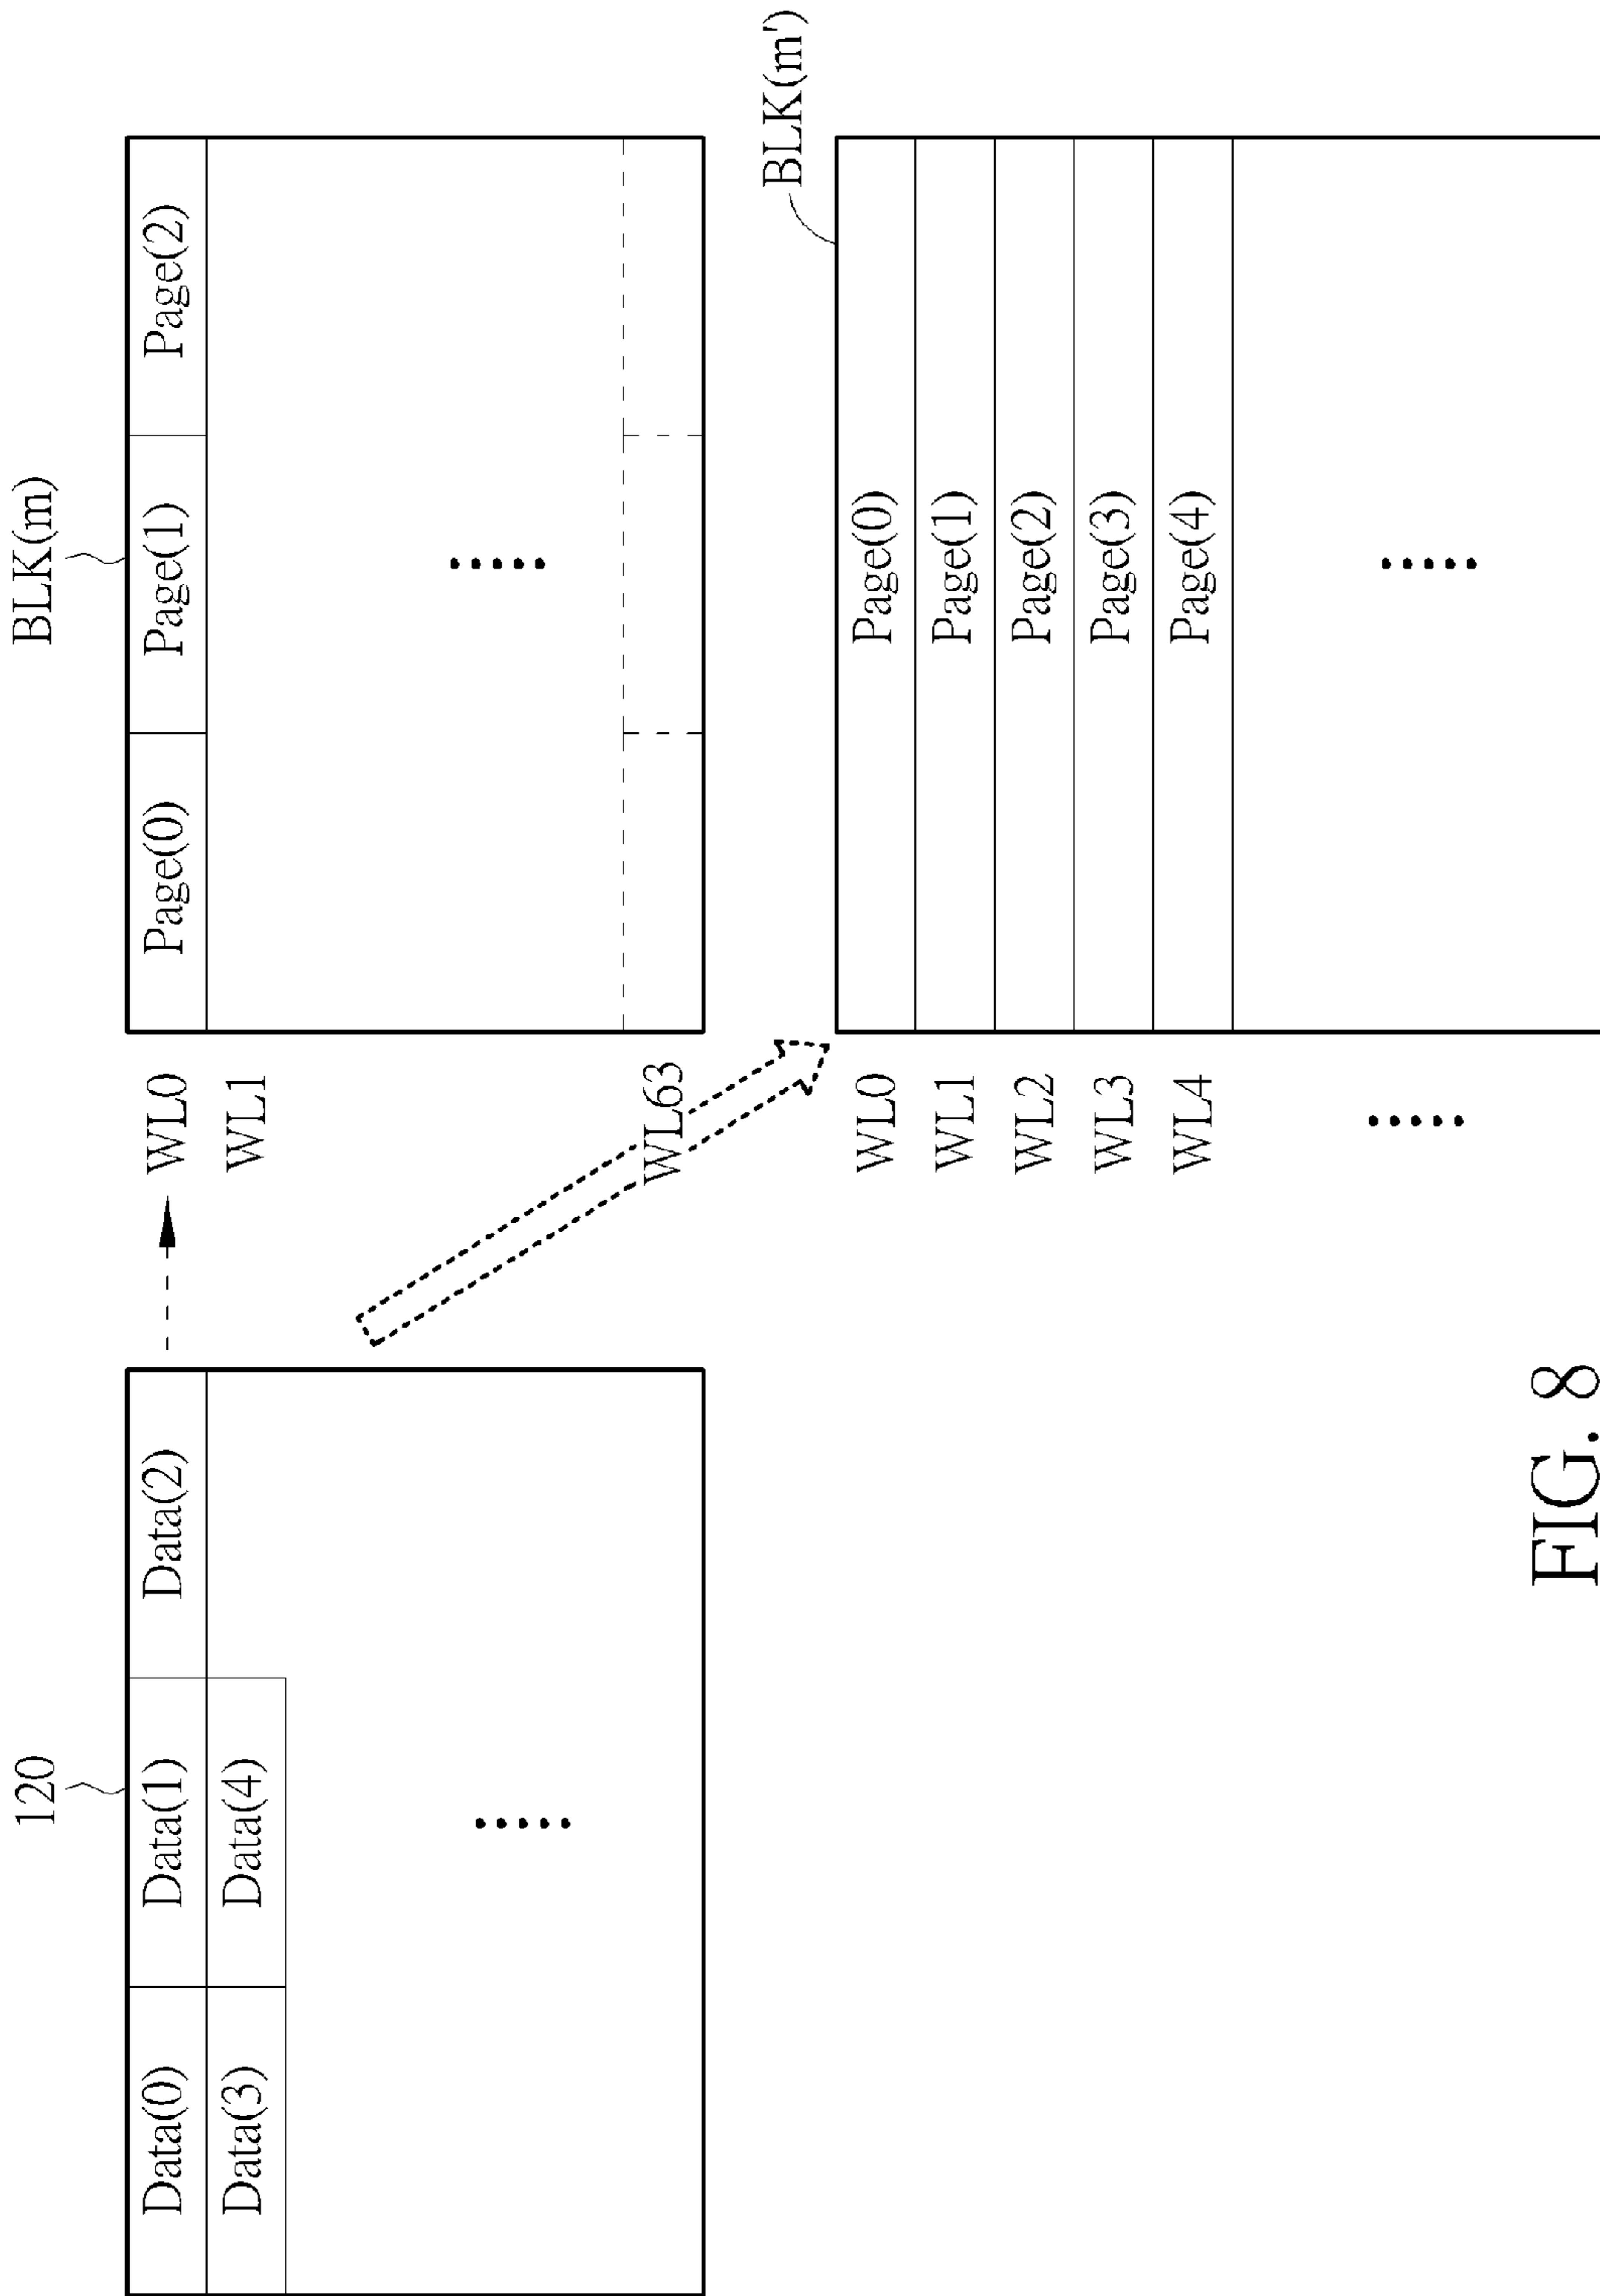 120
Data(0) Data(1) Data(2)
Data(3) Data(4)
.....
BLK(m)
WL0 Page(0) Page(1) Page(2)
WL1
.....
WL63
BLK(m')
WL0 Page(0)
WL1 Page(1)
WL2 Page(2)
WL3 Page(3)
WL4 Page(4)
..... .....
FIG. 8